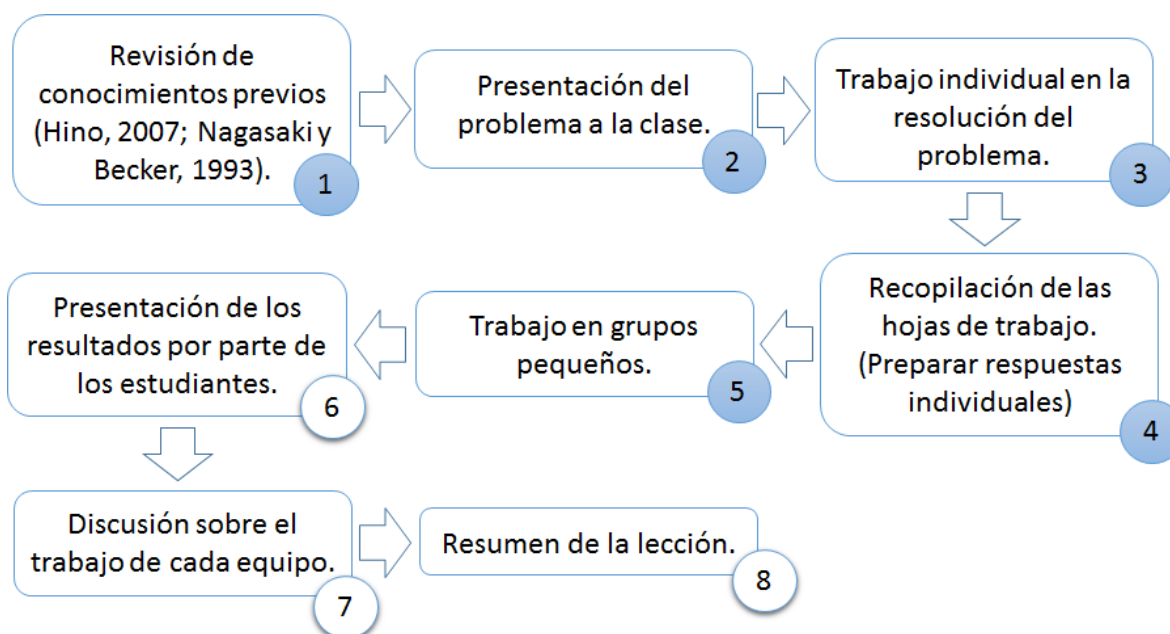 Revisión de
conocimientos previos
(Hino, 2007; Nagasaki y
Becker, 1993).
1
Presentación del
problema a la clase.
2
Trabajo individual en la
resolución del
problema.
3
Recopilación de las
hojas de trabajo.
(Preparar respuestas
individuales)
4
Trabajo en grupos
pequeños.
5
Presentación de los
resultados por parte de
los estudiantes.
6
Discusión sobre el
trabajo de cada equipo.
7
Resumen de la lección.
8